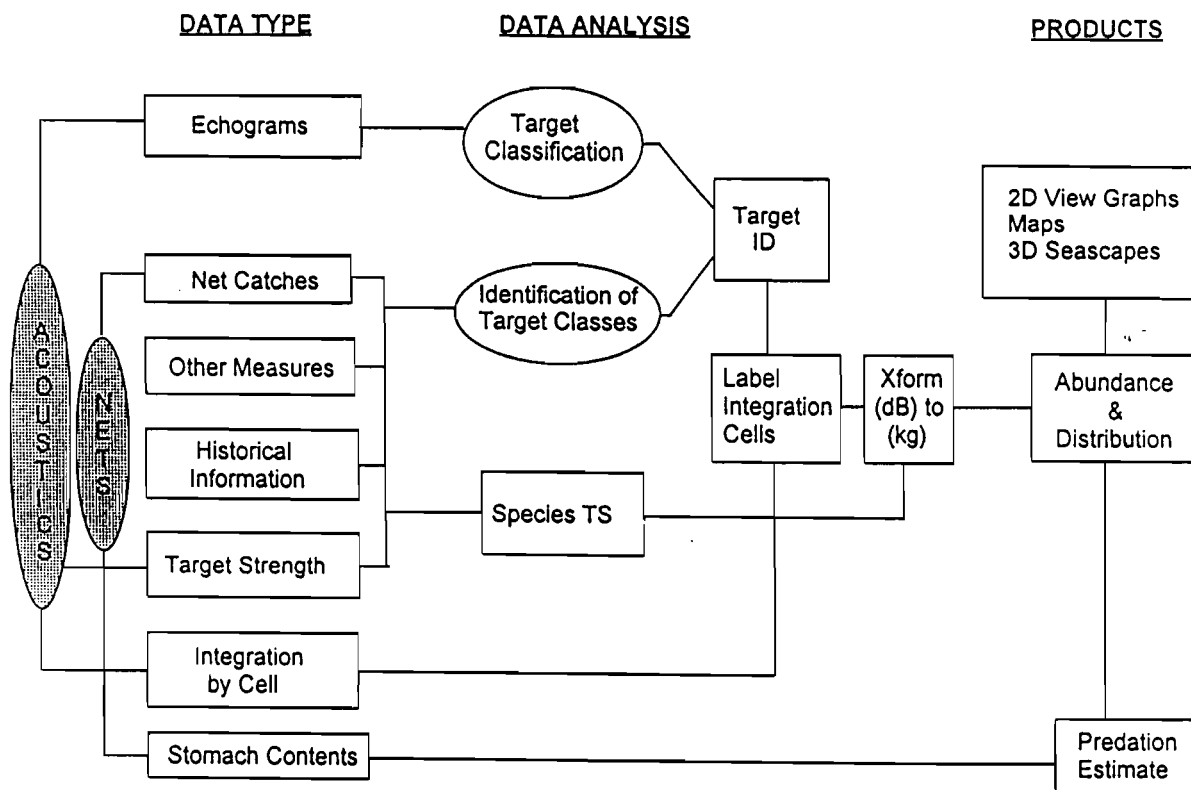 DATA TYPE
DATA ANALYSIS
PRODUCTS
Echograms
Target
Classification
Target
ID
2D View Graphs
Maps
3D Seascapes
Net Catches
Identification of
Target Classes
ACOUSTICS
NETS
Other Measures
Label
Integration
Cells
Xform
(dB) to
(kg)
Abundance
&
Distribution
Historical
Information
Species TS
Target Strength
Integration
by Cell
Stomach Contents
Predation
Estimate